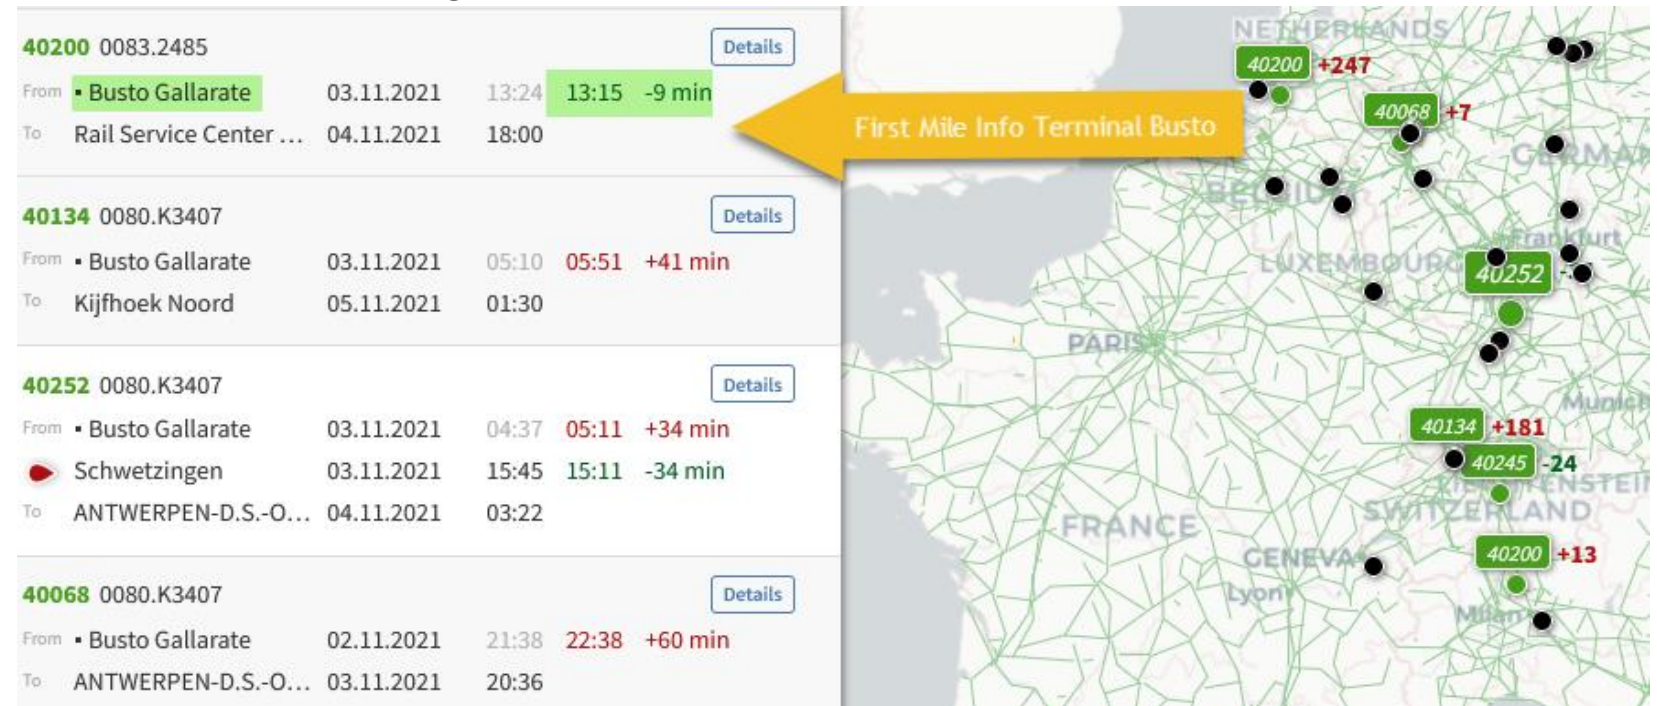 40200 0083.2485 Details
From ▪ Busto Gallarate 03.11.2021 13:24 13:15 -9 min
To Rail Service Center ... 04.11.2021 18:00
40134 0080.K3407 Details
From ▪ Busto Gallarate 03.11.2021 05:10 05:51 +41 min
To Kijfhoek Noord 05.11.2021 01:30
40252 0080.K3407 Details
From ▪ Busto Gallarate 03.11.2021 04:37 05:11 +34 min
Schwetzingen 03.11.2021 15:45 15:11 -34 min
To ANTWERPEN-D.S.-O... 04.11.2021 03:22
40068 0080.K3407 Details
From ▪ Busto Gallarate 02.11.2021 21:38 22:38 +60 min
To ANTWERPEN-D.S.-O... 03.11.2021 20:36
First Mile Info Terminal Busto
NETHERLANDS
40200 +247
40068 +7
GERMAN
BELGIUM
Frankfurt
LUXEMBOURG
40252
PARIS
Munich
40134 +181
40245 -24
SWITZERLAND
FRANCE
GENEVA
40200 +13
Lyon
Milan